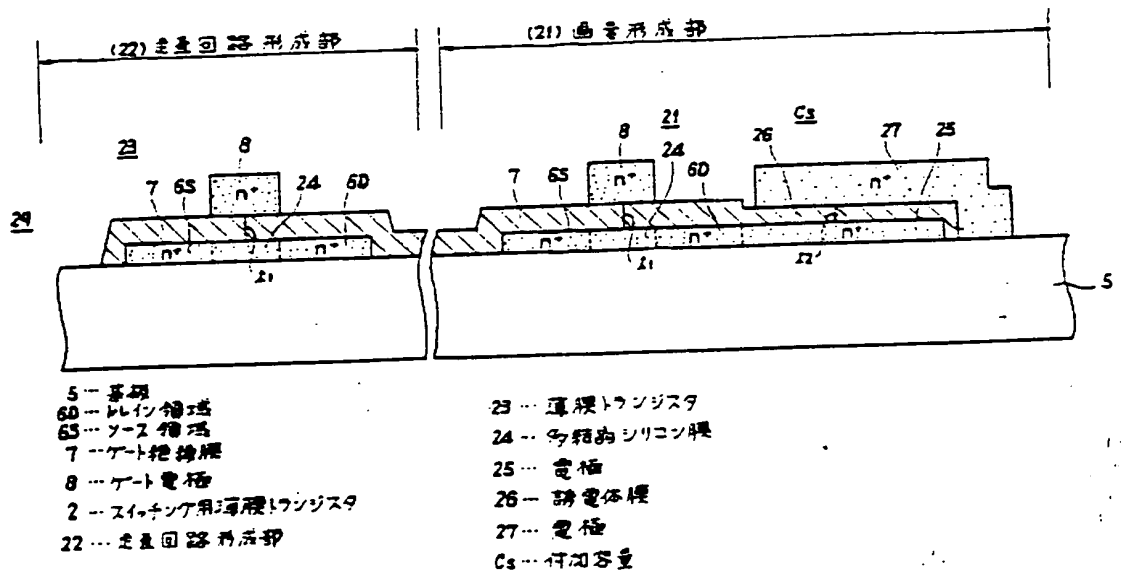 (22) 走査回路形成部
(21) 画素形成部
23
8
7
6S
24
6D
n+
n+
n+
29
ℓ1
21
Cs
8
24
7
6S
6D
26
27
25
n+
n+
n+
n+
n+
ℓ1
ℓ2
5
5…基板
6D…ドレイン領域
6S…ソース領域
7…ゲート絶縁膜
8…ゲート電極
2…スイッチング用薄膜トランジスタ
22…走査回路形成部
23…薄膜トランジスタ
24…多結晶シリコン膜
25…電極
26…誘電体膜
27…電極
Cs…付加容量